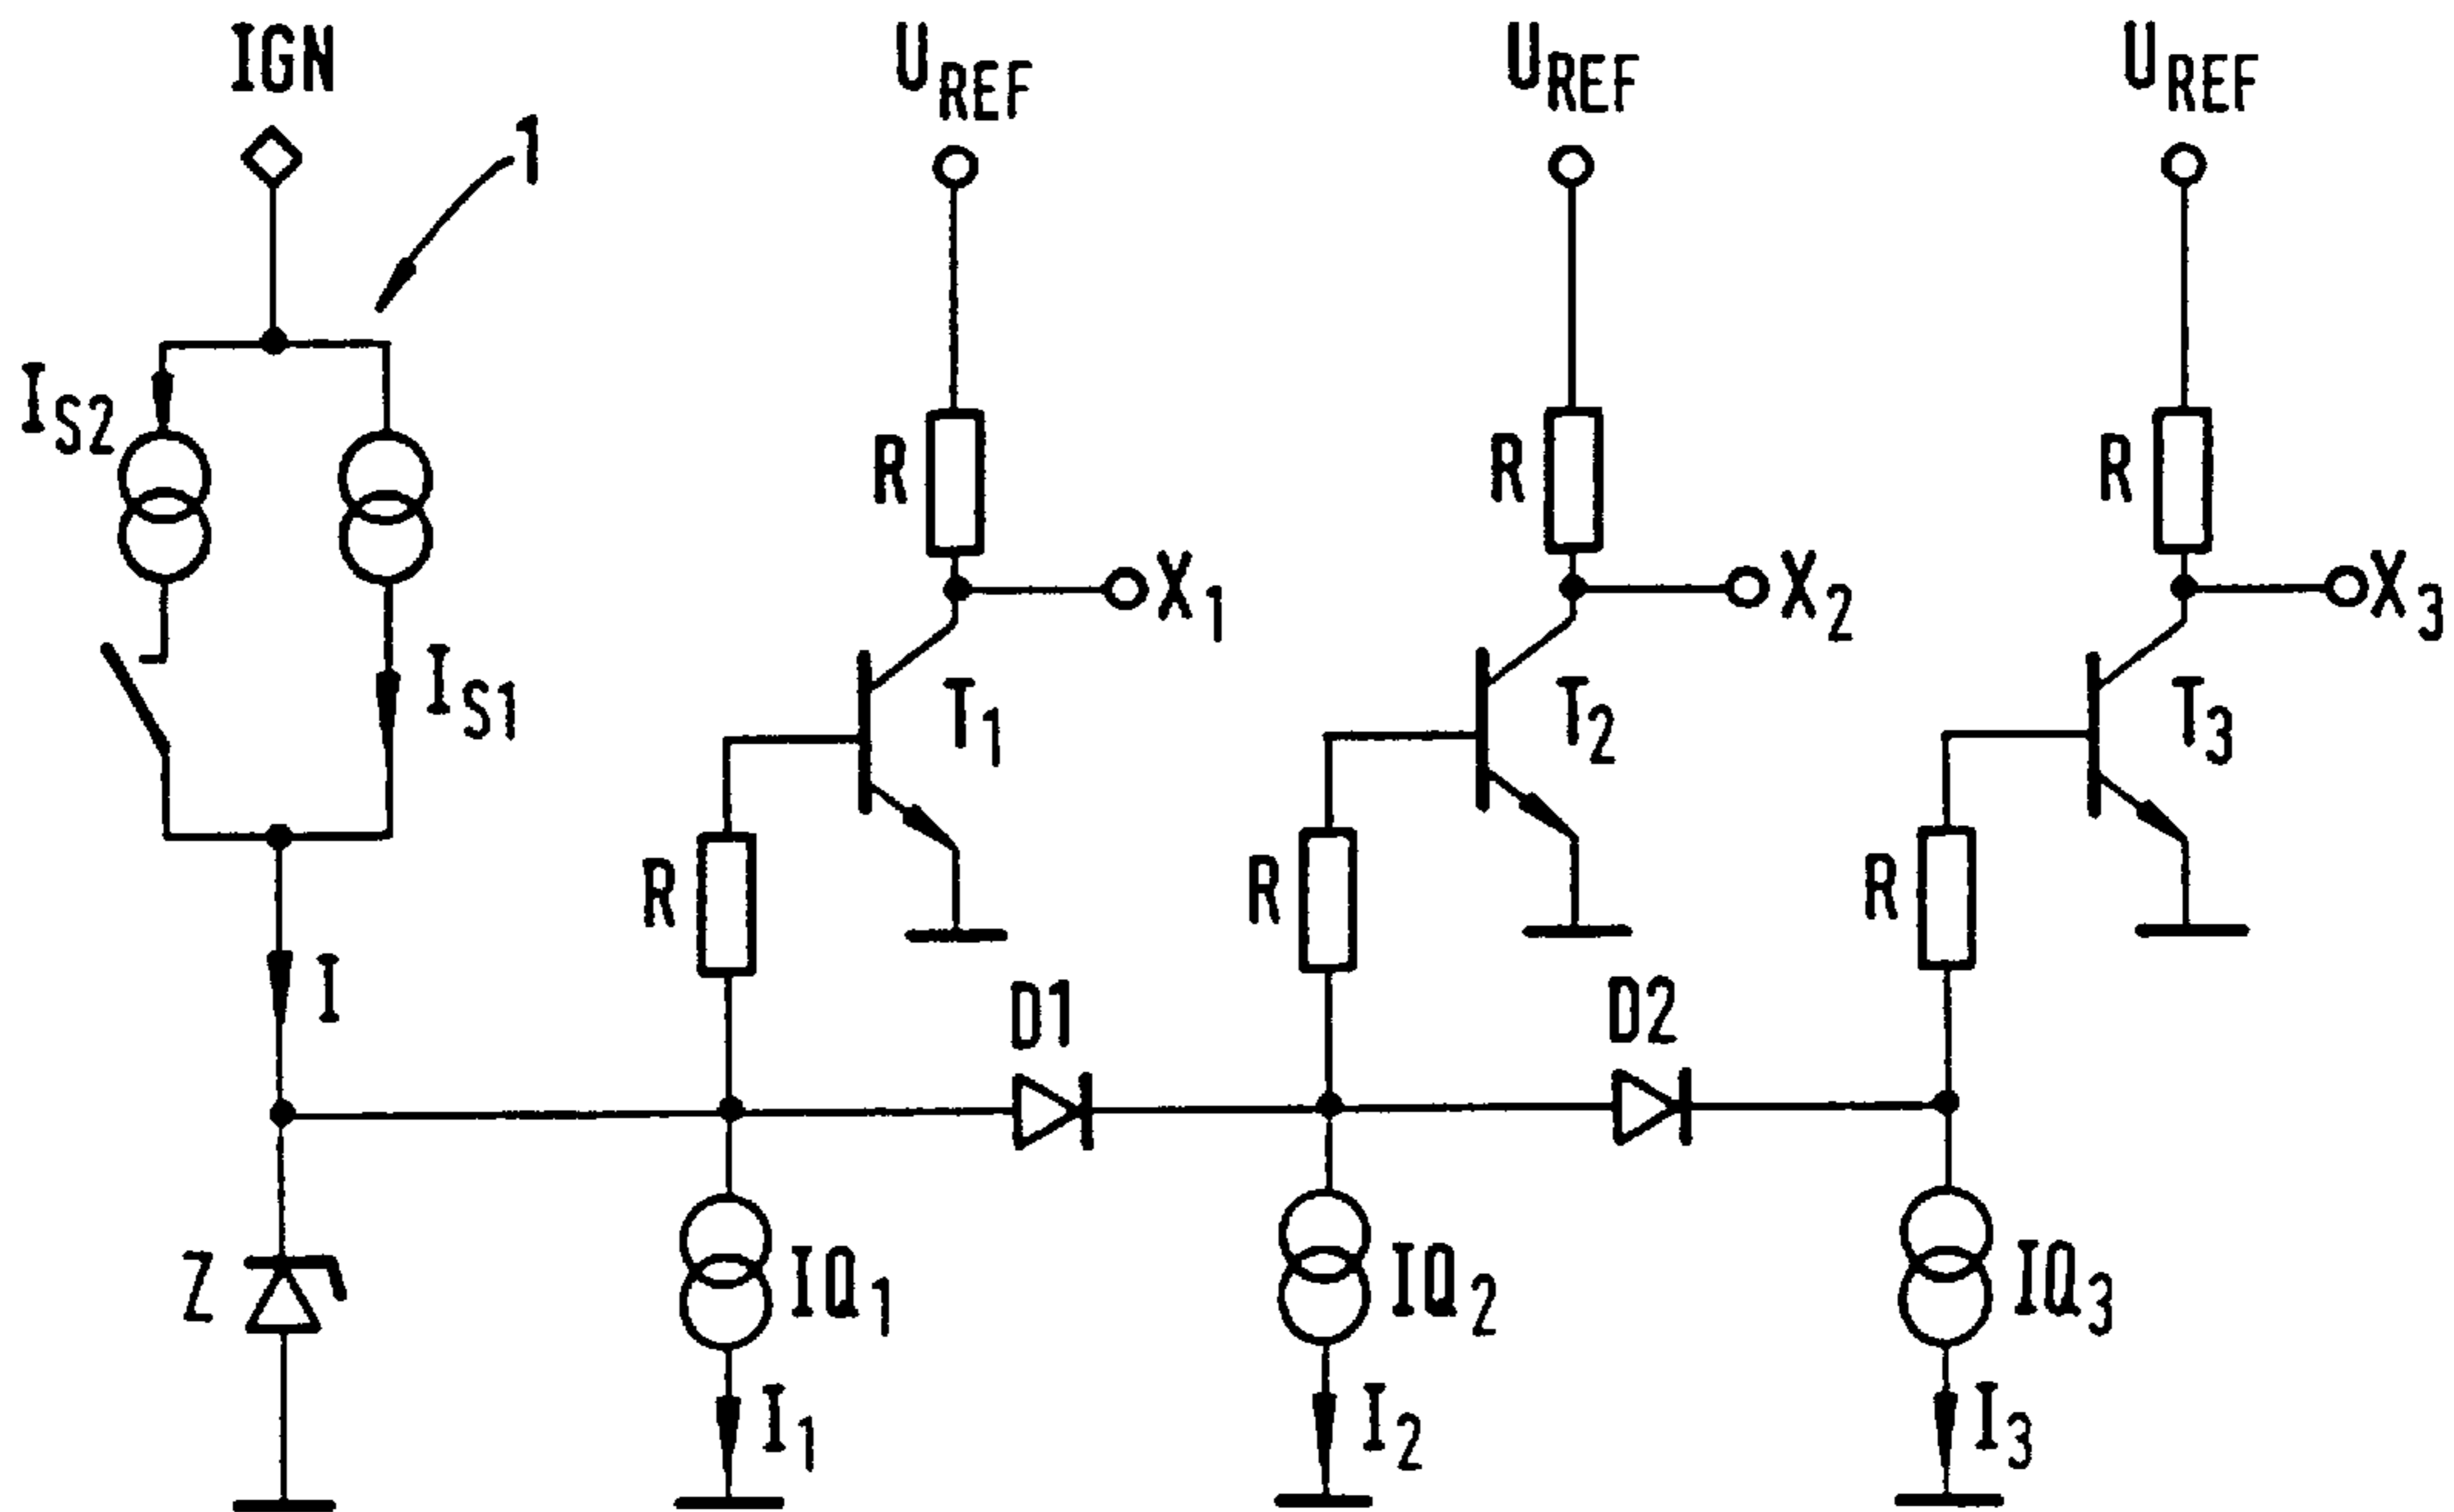 IGN
U_REF
U_REF
U_REF
1
I_S2
R
R
R
X_1
X_2
X_3
I_S1
T_1
T_2
T_3
R
R
R
I
D1
D2
Z
IQ_1
IQ_2
IQ_3
I_1
I_2
I_3